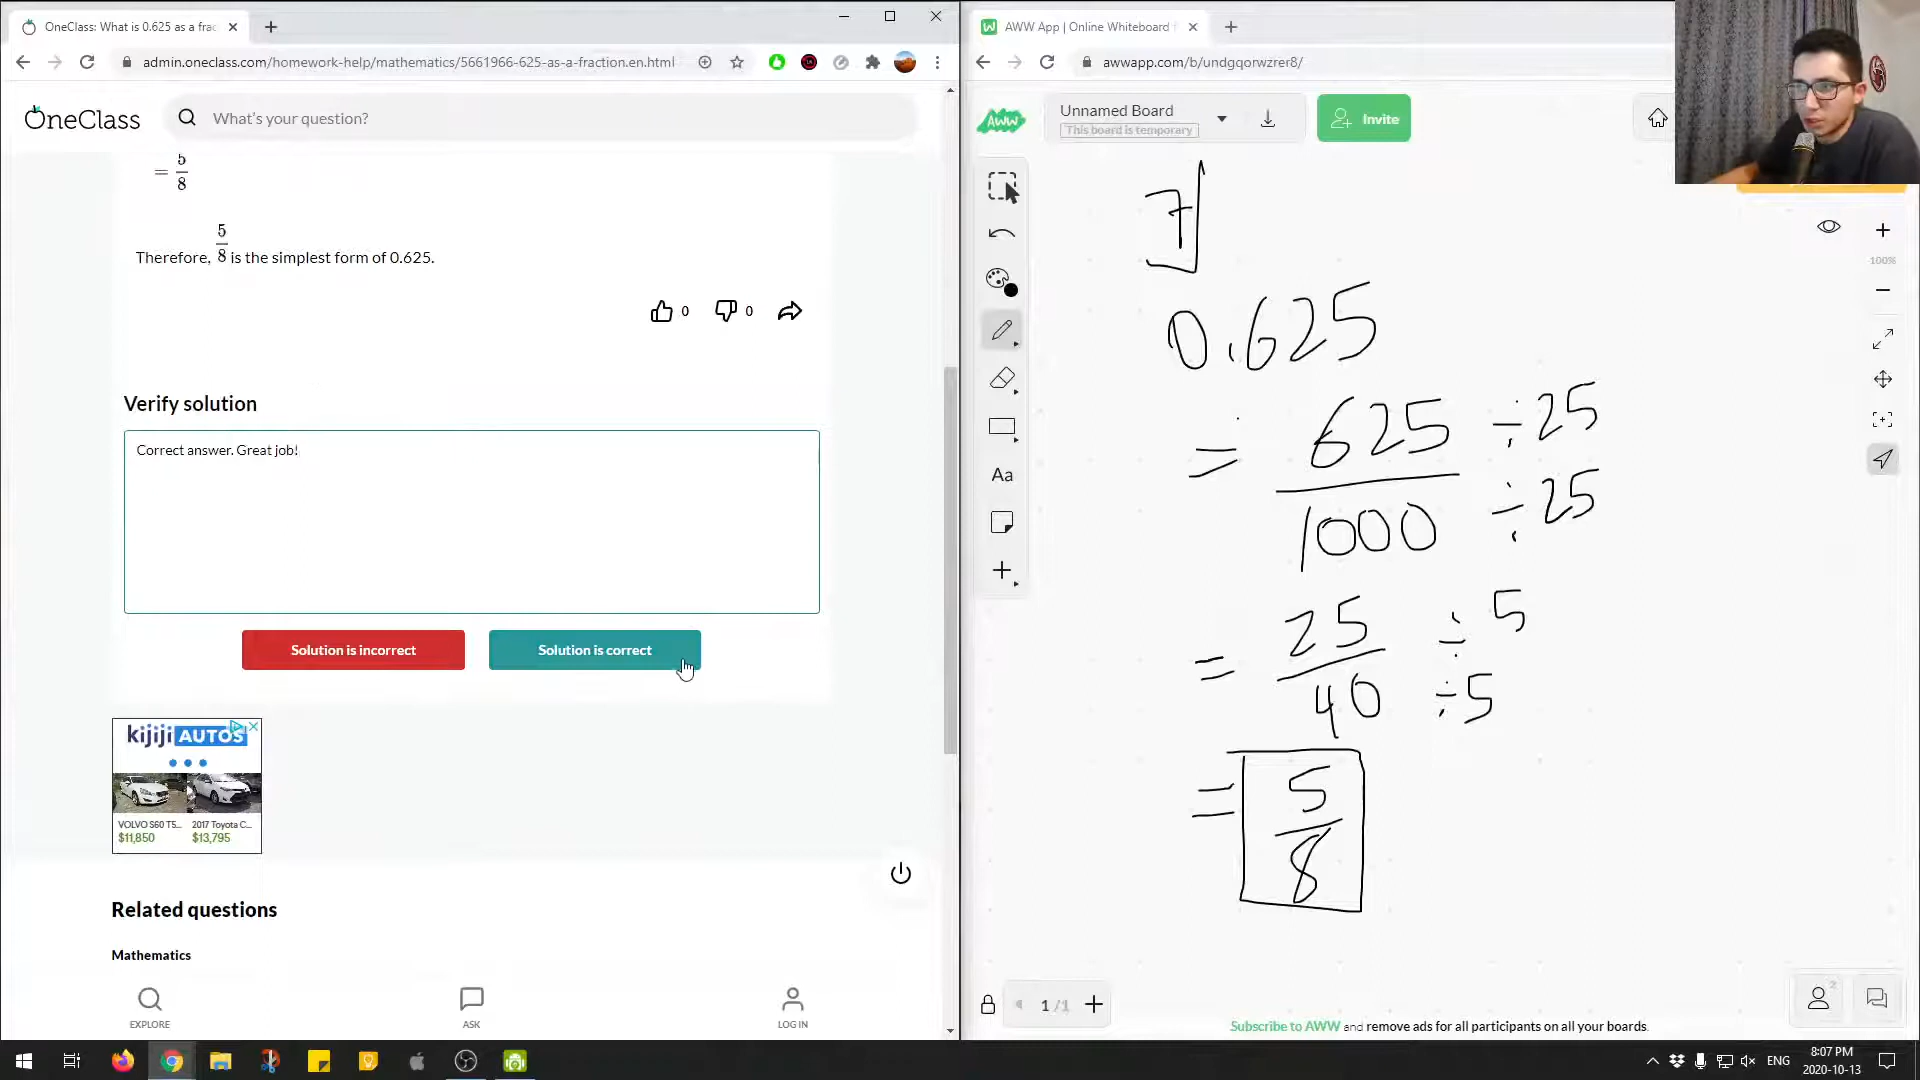 OneClass: What is 0.625 as a frac
AWW App | Online Whiteboard f
admin.oneclass.com/homework-help/mathematics/5661966-625-as-a-fraction.en.html
awwapp.com/b/undgqorwzrer8/
OneClass
What's your question?
AWW
Unnamed Board
This board is temporary
Invite
= 5/8
Therefore, 5/8 is the simplest form of 0.625.
0
0
Verify solution
Correct answer. Great job!
Solution is incorrect
Solution is correct
kijiji AUTOS
VOLVO S60 T5...
$11,850
2017 Toyota C...
$13,795
Related questions
Mathematics
EXPLORE
ASK
LOG IN
Aa
100%
7
0.625
= 625/1000 ÷25 ÷25
= 25/40 ÷5 ÷5
= 5/8
1 / 1
2
Subscribe to AWW and remove ads for all participants on all your boards.
ENG
8:07 PM
2020-10-13